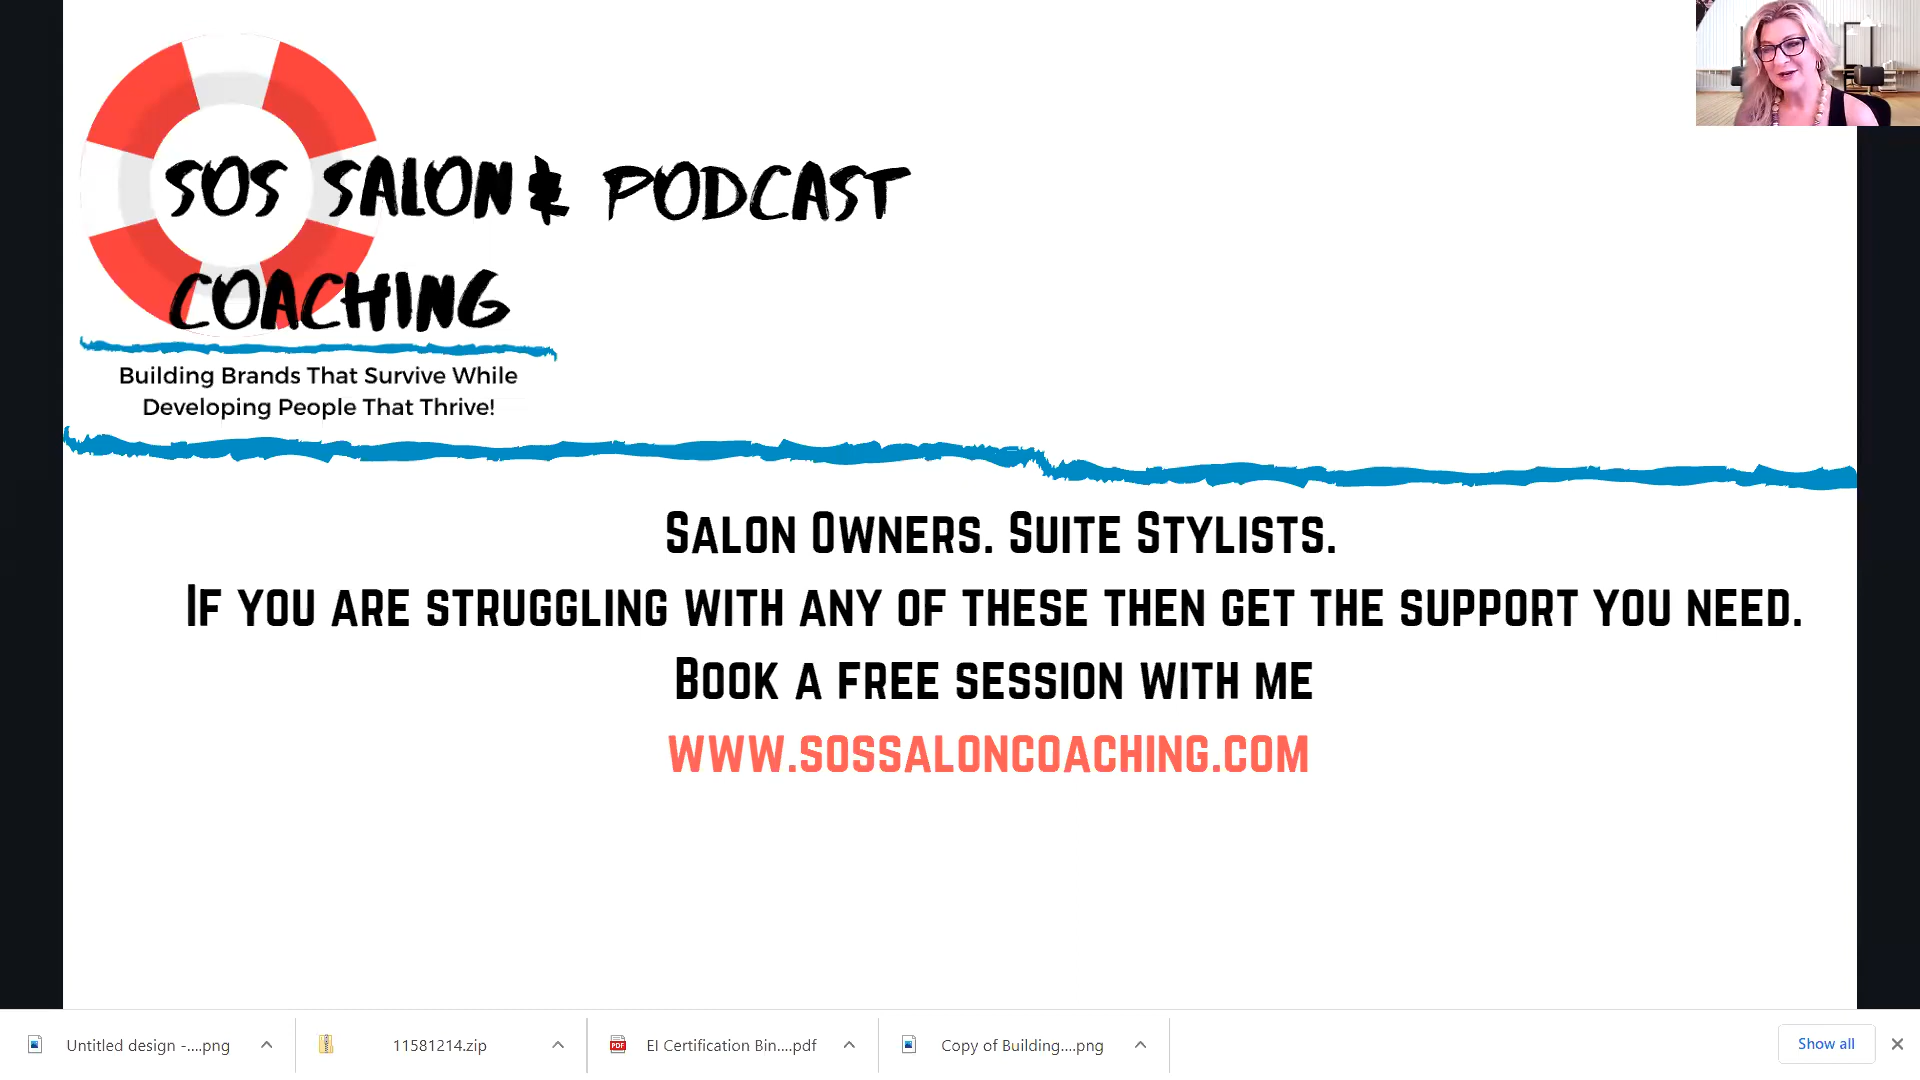 SOS SALON & PODCAST
COACHING
Building Brands That Survive While
Developing People That Thrive!
SALON OWNERS. SUITE STYLISTS.
IF YOU ARE STRUGGLING WITH ANY OF THESE THEN GET THE SUPPORT YOU NEED.
BOOK A FREE SESSION WITH ME
WWW.SOSSALONCOACHING.COM
Untitled design -....png
11581214.zip
PDF
EI Certification Bin....pdf
Copy of Building....png
Show all